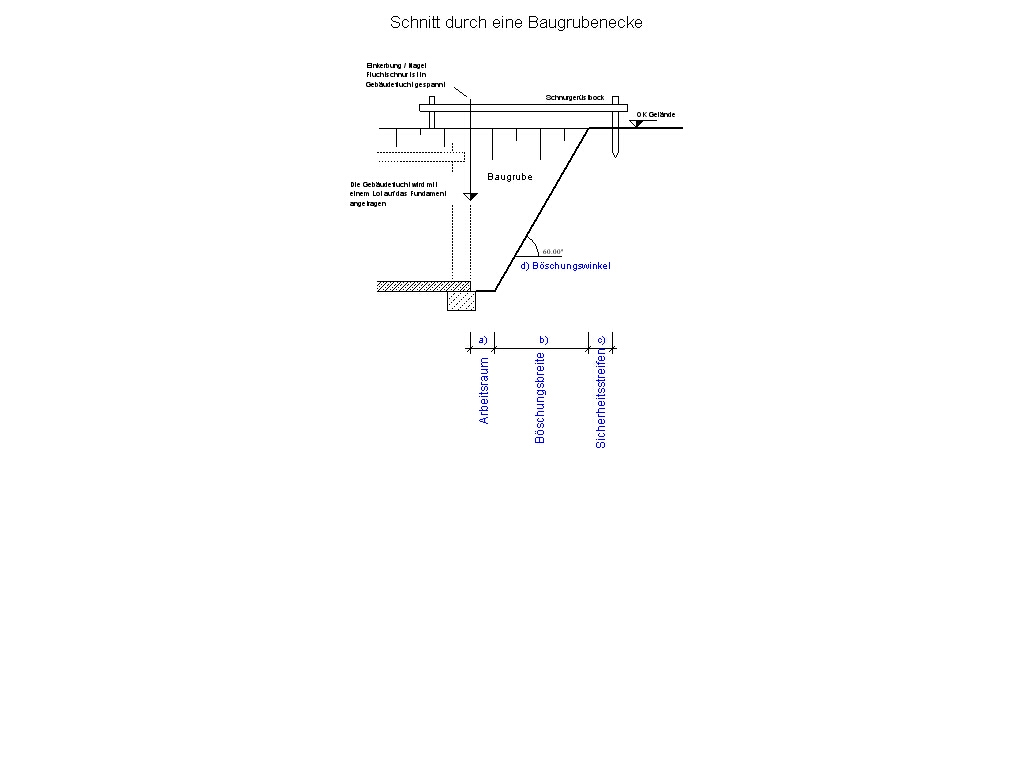 Schnitt durch eine Baugrubenecke
Einkerbung / Nagel
Fluchtschnur ist in
Gebäudeflucht gespannt
Schnurgerüstbock
OK Gelände
Baugrube
Die Gebäudeflucht wird mit
einem Lot auf das Fundament
angetragen
60.00°
d) Böschungswinkel
a)
b)
c)
Arbeitsraum
Böschungsbreite
Sicherheitsstreifen